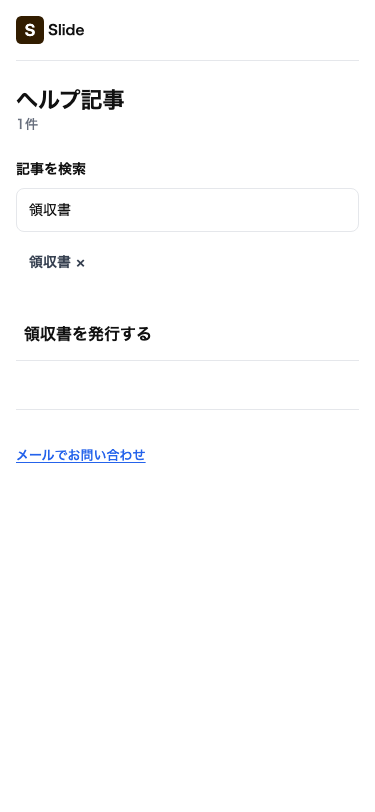 S Slide
ヘルプ記事
1件
記事を検索
領収書
領収書 ×
領収書を発行する
メールでお問い合わせ